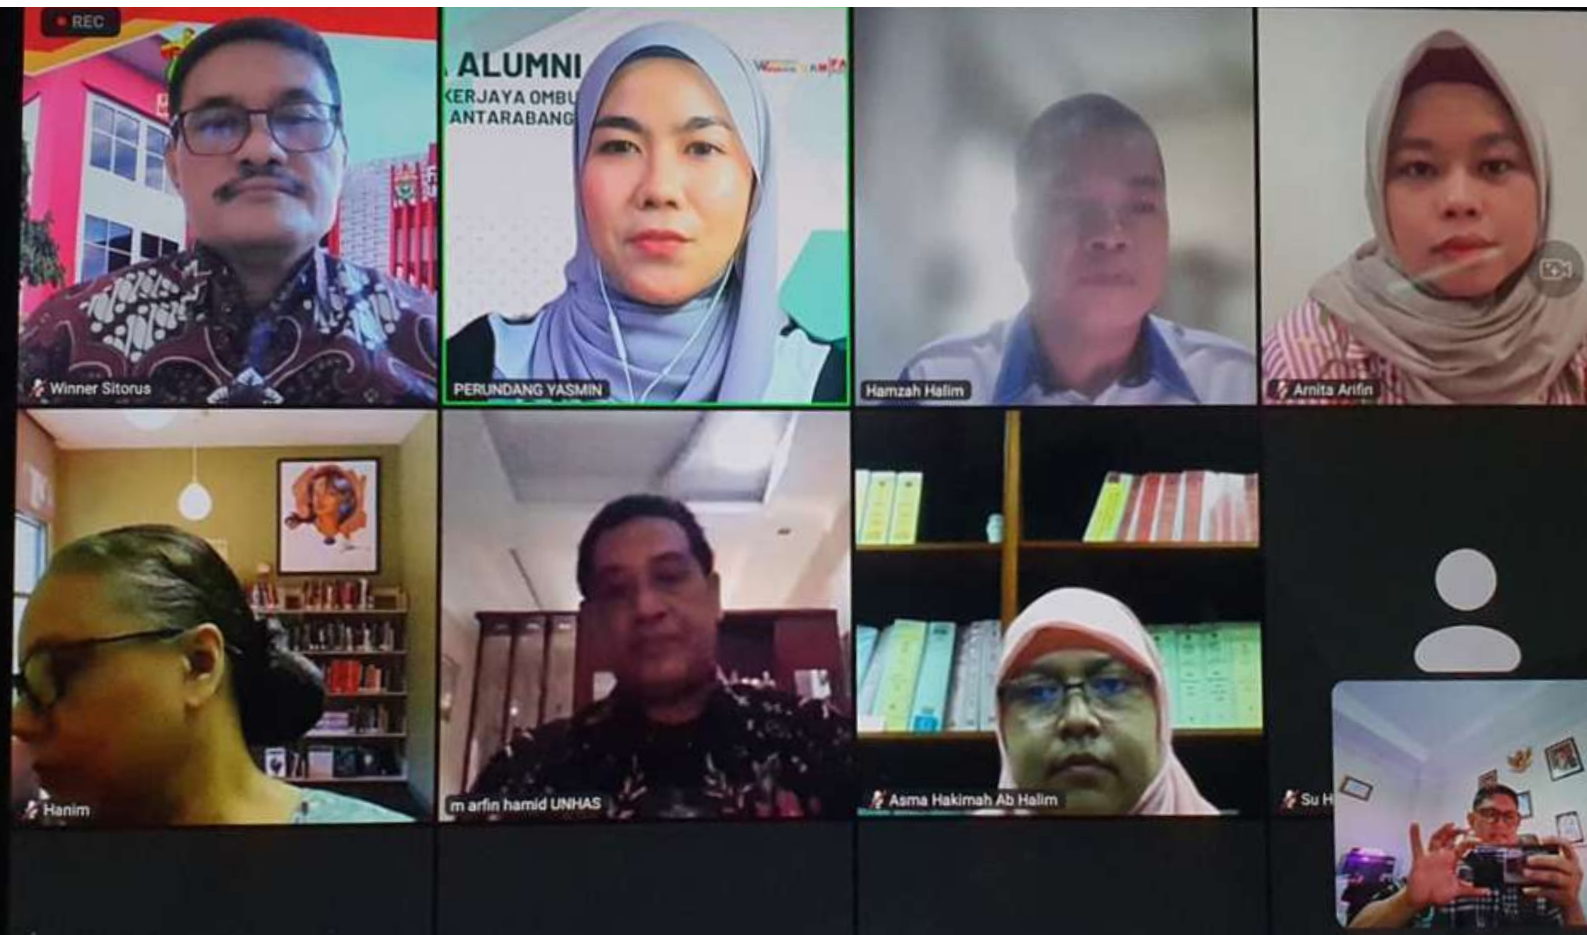 REC
ALUMNI
KERJAYA OMBU
ANTARABANG
Winner Sitorus
PERUNDANG YASMIN
Hamzah Halim
Arnita Arifin
Hanim
m arfin hamid UNHAS
Asma Hakimah Ab Halim
Su H